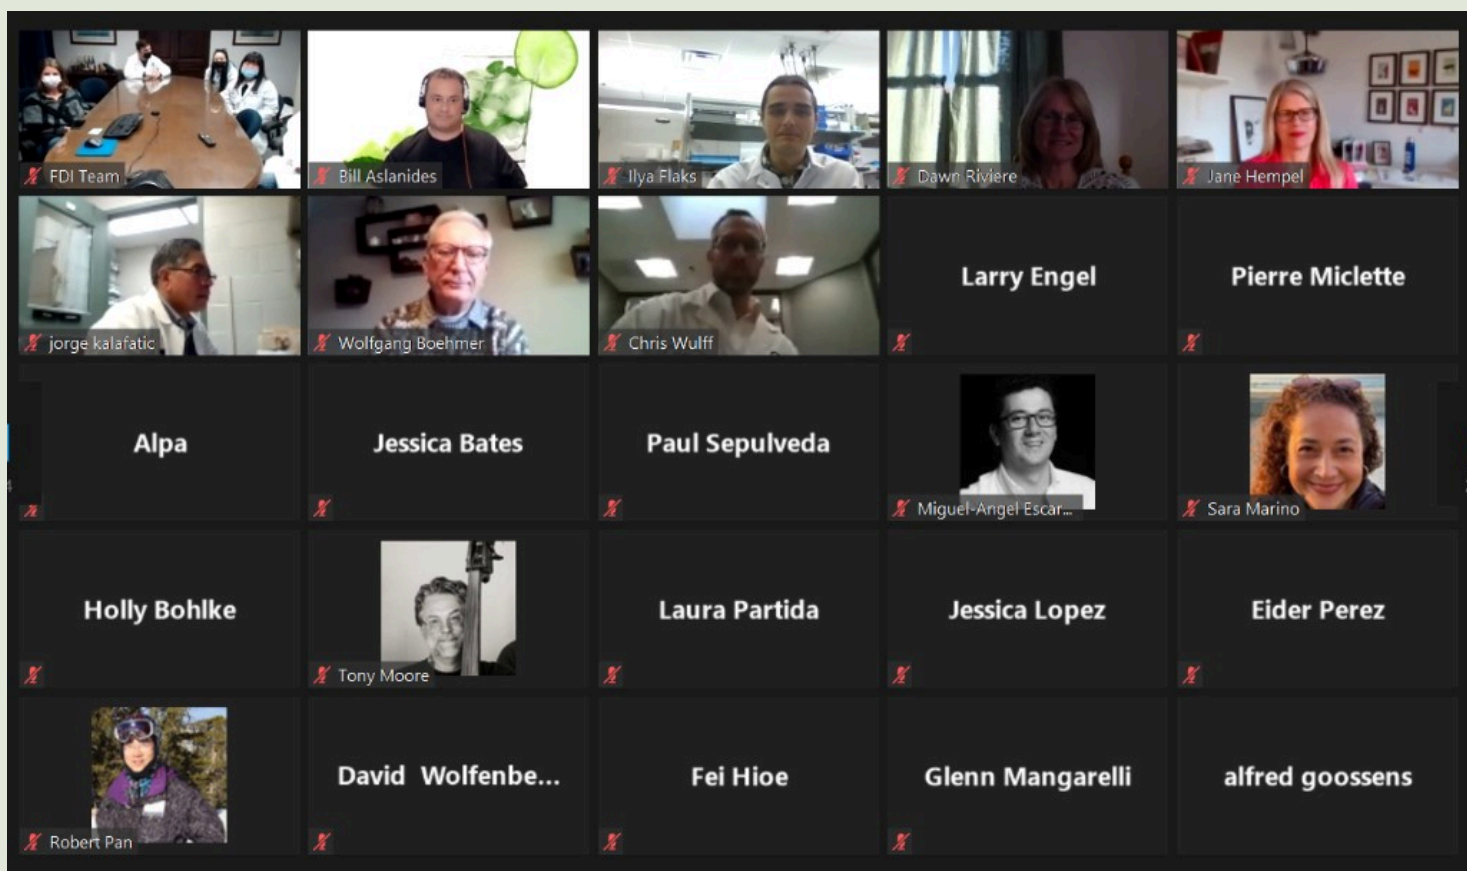 FDI Team
Bill Aslanides
Ilya Flaks
Dawn Riviere
Jane Hempel
jorge kalafatic
Wolfgang Boehmer
Chris Wulff
Larry Engel
Pierre Miclette
Alpa
Jessica Bates
Paul Sepulveda
Miguel-Angel Escar...
Sara Marino
Holly Bohlke
Tony Moore
Laura Partida
Jessica Lopez
Eider Perez
Robert Pan
David Wolfenbe...
Fei Hioe
Glenn Mangarelli
alfred goossens